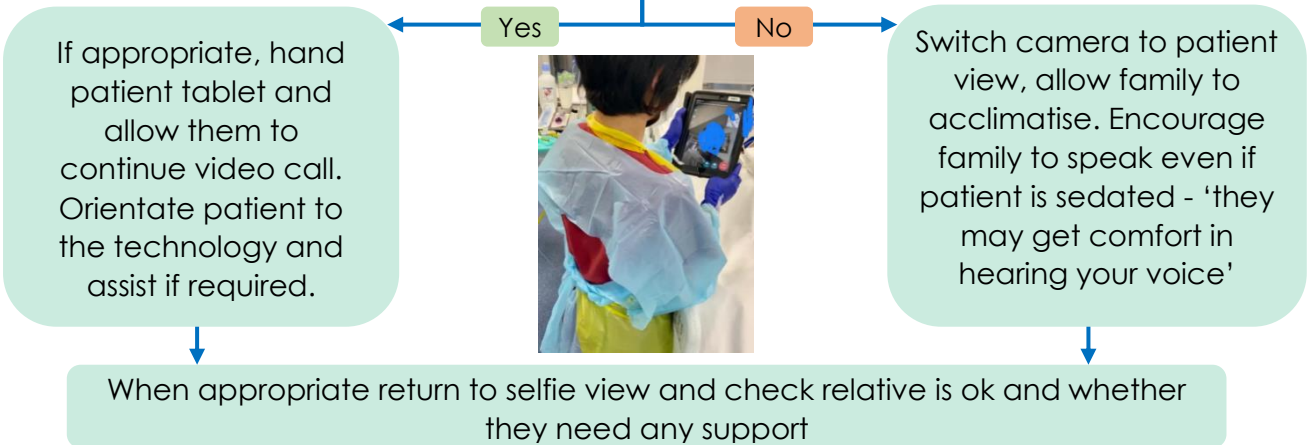 Yes
No
If appropriate, hand
patient tablet and
allow them to
continue video call.
Orientate patient to
the technology and
assist if required.
Switch camera to patient
view, allow family to
acclimatise. Encourage
family to speak even if
patient is sedated - ‘they
may get comfort in
hearing your voice’
When appropriate return to selfie view and check relative is ok and whether
they need any support